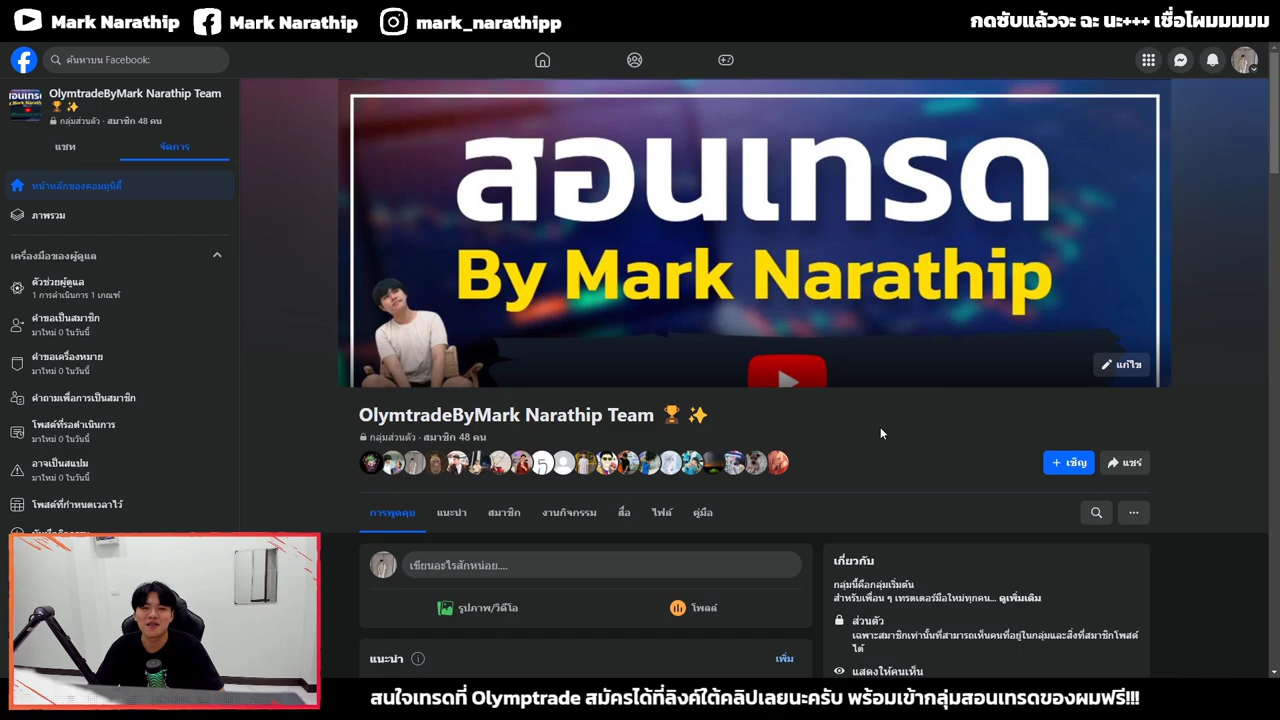 Mark Narathip Mark Narathip mark_narathipp
กดซับแล้วจะ ฉะ นะ+++ เชื่อโผมมมมม
ค้นหาบน Facebook:
OlymtradeByMark Narathip Team
🏆 ✨
กลุ่มส่วนตัว · สมาชิก 48 คน
แชท จัดการ
หน้าหลักของคอมมูนิตี้
ภาพรวม
เครื่องมือของผู้ดูแล
ตัวช่วยผู้ดูแล
1 การดำเนินการ 1 เกณฑ์
คำขอเป็นสมาชิก
มาใหม่ 0 ในวันนี้
คำขอเครื่องหมาย
มาใหม่ 0 ในวันนี้
คำถามเพื่อการเป็นสมาชิก
โพสต์ที่รอดำเนินการ
มาใหม่ 0 ในวันนี้
อาจเป็นสแปม
มาใหม่ 0 ในวันนี้
โพสต์ที่กำหนดเวลาไว้
สอนเทรด
By Mark Narathip
แก้ไข
OlymtradeByMark Narathip Team 🏆 ✨
กลุ่มส่วนตัว · สมาชิก 48 คน
+ เชิญ แชร์
การพูดคุย แนะนำ สมาชิก งานกิจกรรม สื่อ ไฟล์ คู่มือ
เขียนอะไรสักหน่อย....
รูปภาพ/วิดีโอ โพลล์
แนะนำ เพิ่ม
เกี่ยวกับ
กลุ่มนี้คือกลุ่มเริ่มต้น
สำหรับเพื่อน ๆ เทรดเดอร์มือใหม่ทุกคน... ดูเพิ่มเติม
ส่วนตัว
เฉพาะสมาชิกเท่านั้นที่สามารถเห็นคนที่อยู่ในกลุ่มและสิ่งที่สมาชิกโพสต์
ได้
แสดงให้คนเห็น
สนใจเทรดที่ Olymptrade สมัครได้ที่ลิงค์ใต้คลิปเลยนะครับ พร้อมเข้ากลุ่มสอนเทรดของผมฟรี!!!